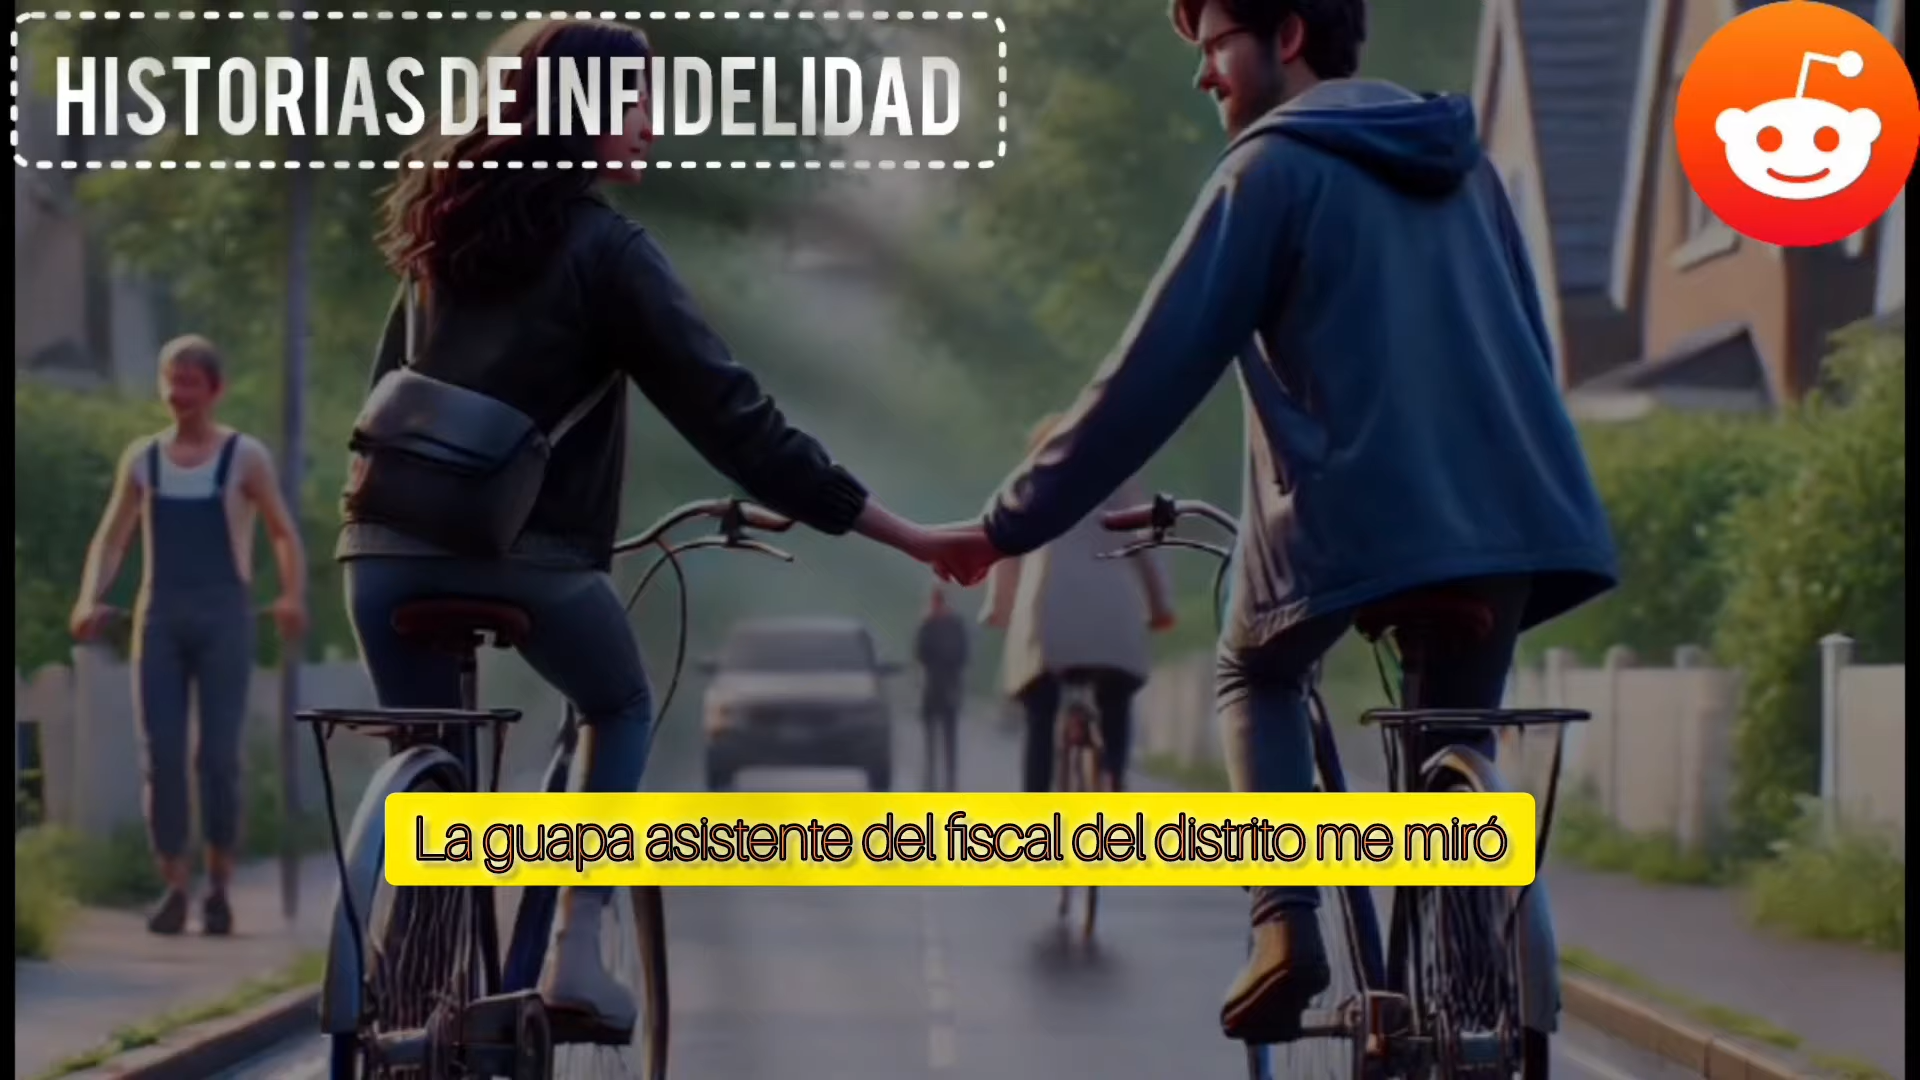 HISTORIAS DE INFIDELIDAD
La guapa asistente del fiscal del distrito me miró